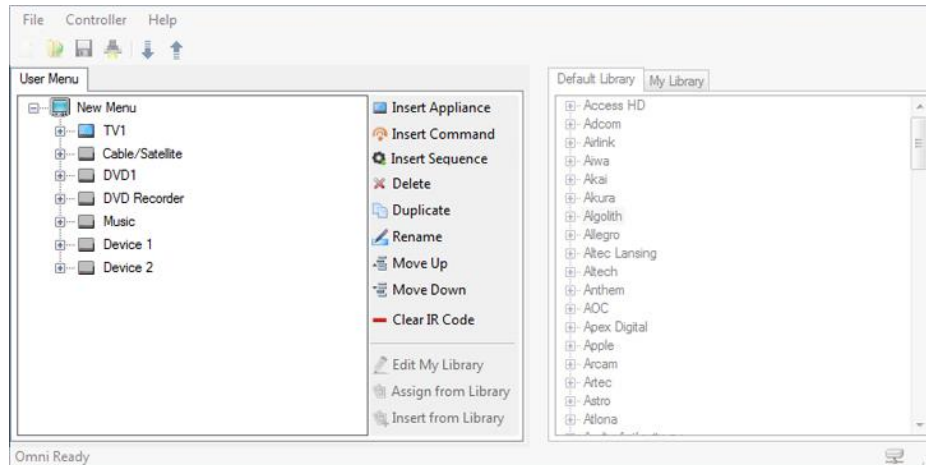 File Controller Help
User Menu
New Menu
TV1
Cable/Satellite
DVD1
DVD Recorder
Music
Device 1
Device 2
Insert Appliance
Insert Command
Insert Sequence
Delete
Duplicate
Rename
Move Up
Move Down
Clear IR Code
Edit My Library
Assign from Library
Insert from Library
Default Library My Library
Access HD
Adcom
Airlink
Aiwa
Akai
Akura
Algolith
Allegro
Altec Lansing
Altech
Anthem
AOC
Apex Digital
Apple
Arcam
Artec
Astro
Atlona
Omni Ready